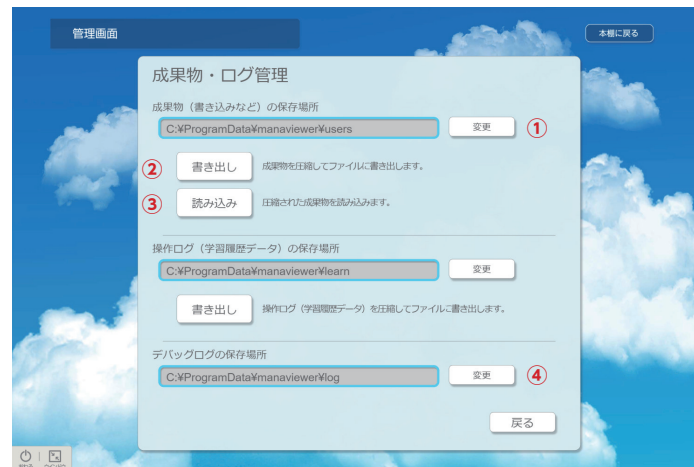 管理画面
本棚に戻る
成果物・ログ管理
成果物（書き込みなど）の保存場所
C:¥ProgramData¥manaviewer¥users 変更 ①
② 書き出し 成果物を圧縮してファイルに書き出します。
③ 読み込み 圧縮された成果物を読み込みます。
操作ログ（学習履歴データ）の保存場所
C:¥ProgramData¥manaviewer¥learn 変更
書き出し 操作ログ（学習履歴データ）を圧縮してファイルに書き出します。
デバッグログの保存場所
C:¥ProgramData¥manaviewer¥log 変更 ④
戻る